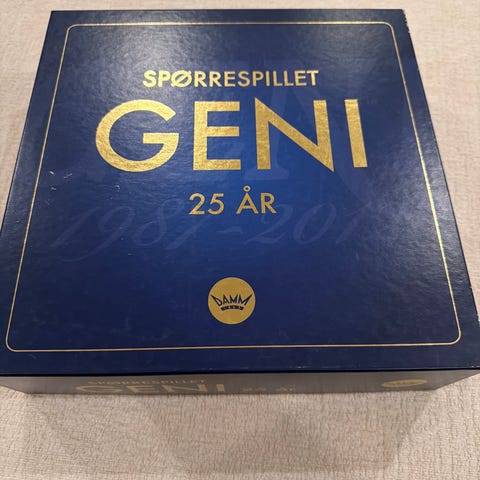 SPØRRESPILLET
GENI
25 ÅR
DAMM
SPØRRESPILLET
GENI 25 ÅR